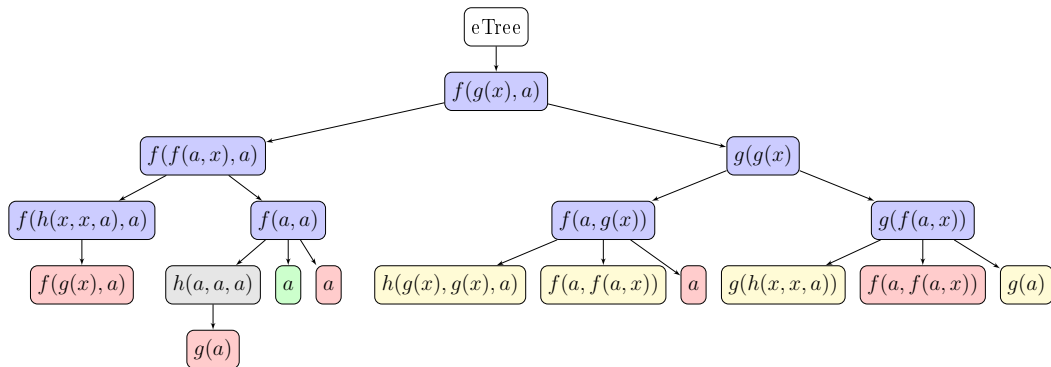 eTree
f(g(x), a)
f(f(a, x), a)
g(g(x)
f(h(x, x, a), a)
f(a, a)
f(a, g(x))
g(f(a, x))
f(g(x), a)
h(a, a, a)
a
a
h(g(x), g(x), a)
f(a, f(a, x))
a
g(h(x, x, a))
f(a, f(a, x))
g(a)
g(a)